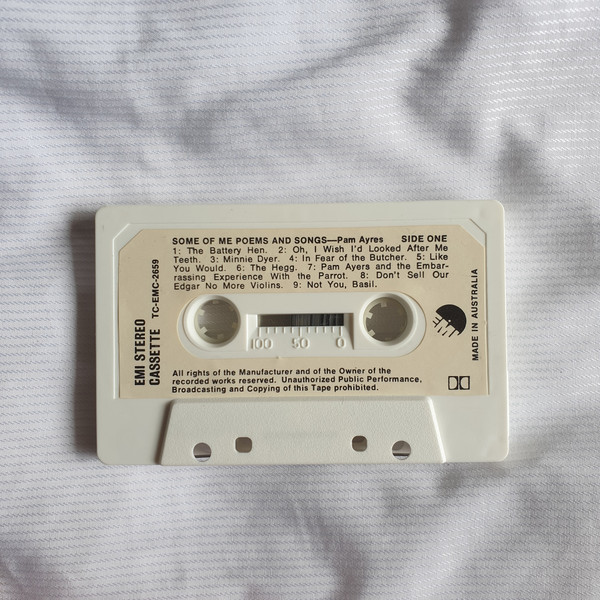 SOME OF ME POEMS AND SONGS—Pam Ayres SIDE ONE
1: The Battery Hen. 2: Oh, I Wish I'd Looked After Me
Teeth. 3: Minnie Dyer. 4: In Fear of the Butcher. 5: Like
You Would. 6: The Hegg. 7: Pam Ayers and the Embar-
rassing Experience With the Parrot. 8: Don't Sell Our
Edgar No More Violins. 9: Not You, Basil.
EMI STEREO
CASSETTE TC-EMC-2659
EMI
MADE IN AUSTRALIA
100 50 0
All rights of the Manufacturer and of the Owner of the
recorded works reserved. Unauthorized Public Performance,
Broadcasting and Copying of this Tape prohibited.